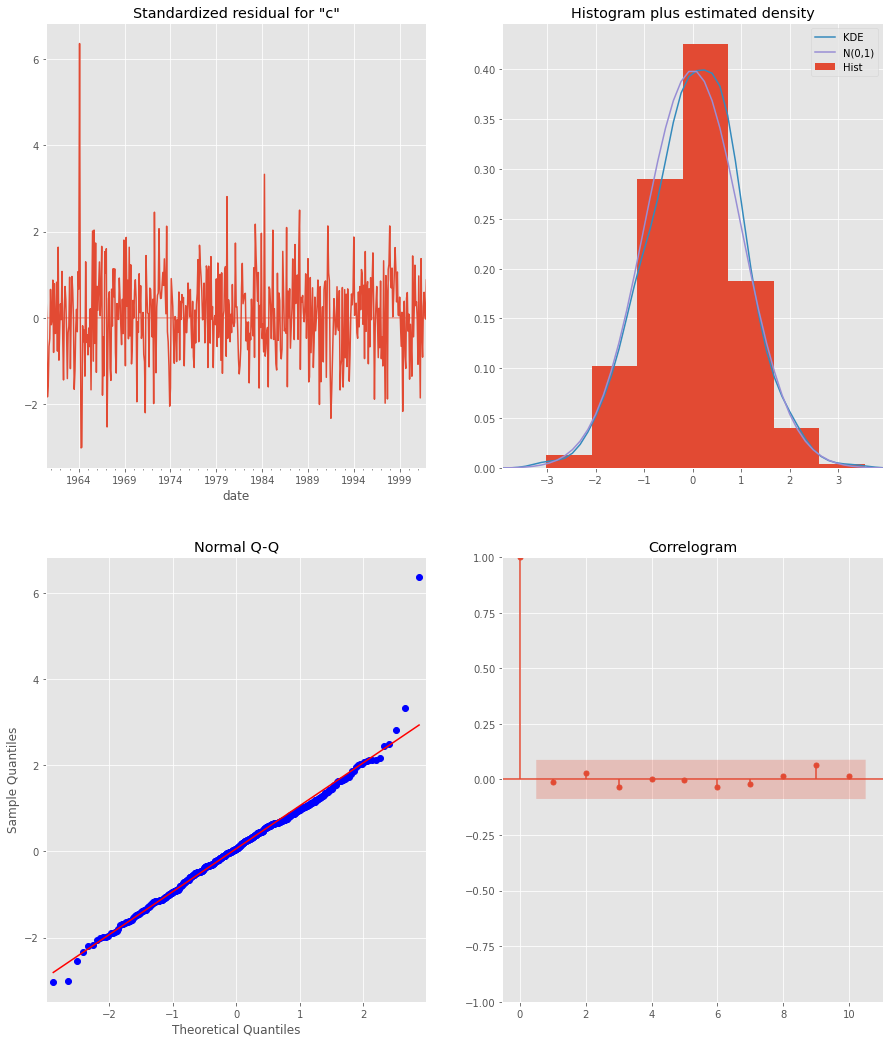 Standardized residual for "c"
6
4
2
0
−2
1964 1969 1974 1979 1984 1989 1994 1999
date
Histogram plus estimated density
KDE
N(0,1)
Hist
0.40
0.35
0.30
0.25
0.20
0.15
0.10
0.05
0.00
−3 −2 −1 0 1 2 3
Normal Q-Q
6
4
2
0
−2
Sample Quantiles
−2 −1 0 1 2
Theoretical Quantiles
Correlogram
1.00
0.75
0.50
0.25
0.00
−0.25
−0.50
−0.75
−1.00
0 2 4 6 8 10